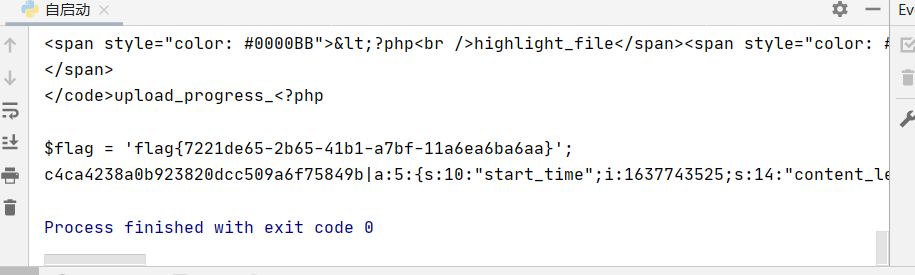 自启动 × Eve
<span style="color: #0000BB">&lt;?php<br />highlight_file</span><span style="color: #
</span>
</code>upload_progress_<?php
$flag = 'flag{7221de65-2b65-41b1-a7bf-11a6ea6ba6aa}';
c4ca4238a0b923820dcc509a6f75849b|a:5:{s:10:"start_time";i:1637743525;s:14:"content_le
Process finished with exit code 0